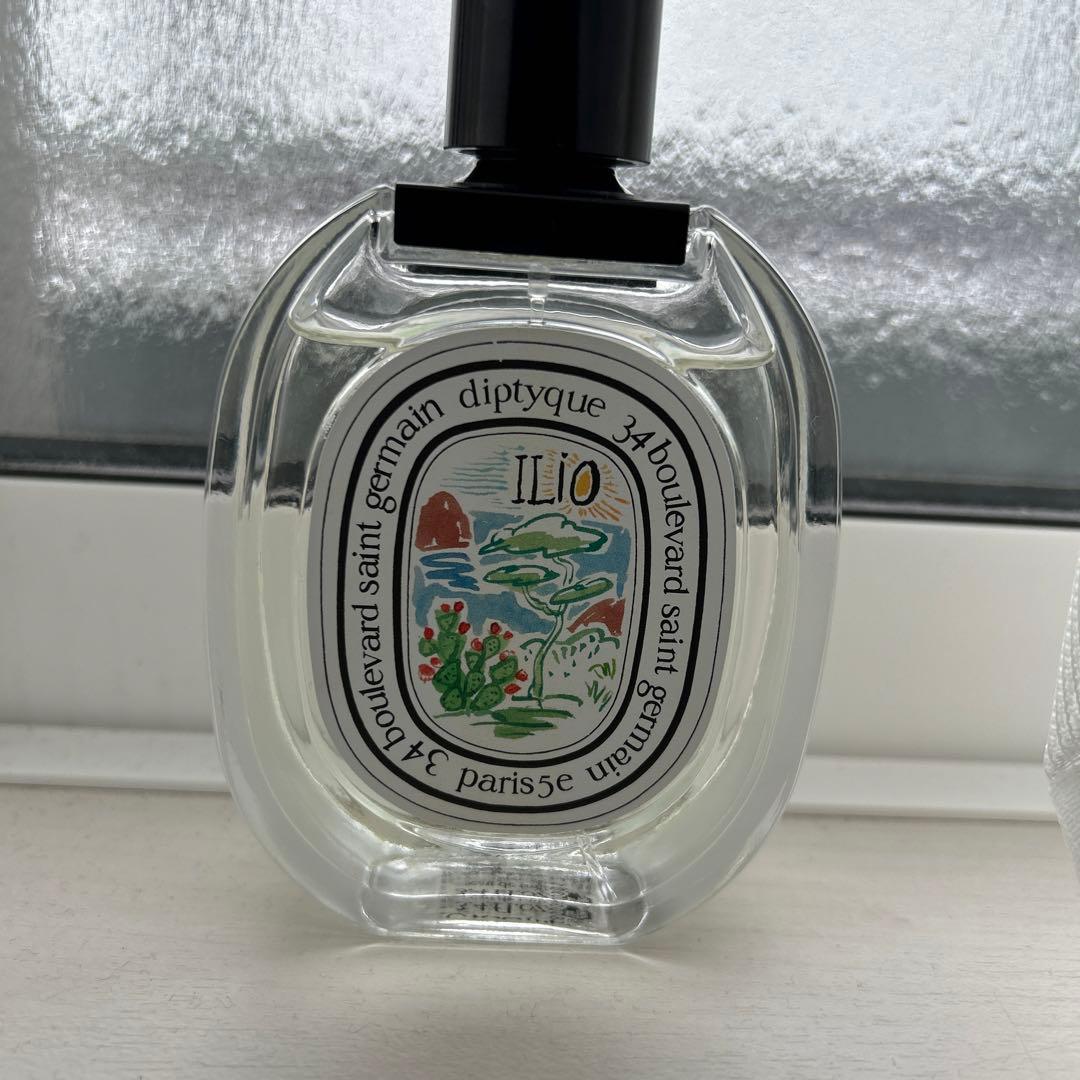 diptyque
34 boulevard saint germain
paris5e
34 boulevard saint germain
ILiO